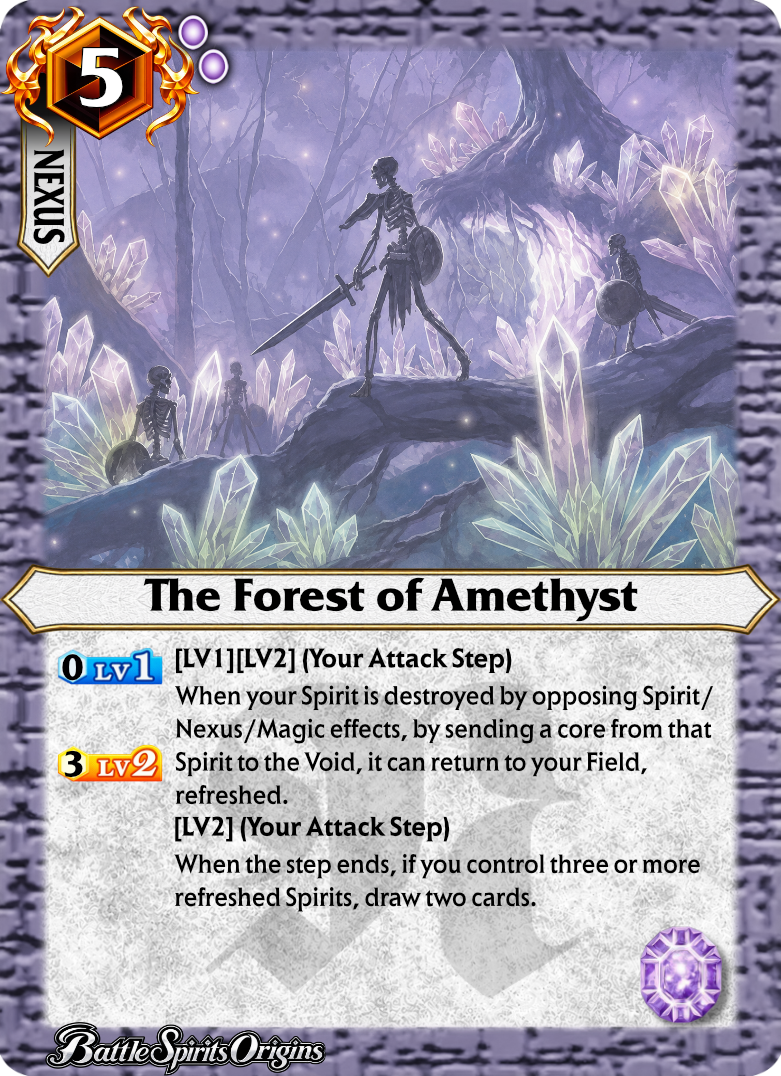 5
NEXUS
The Forest of Amethyst
0 LV1
[LV1][LV2] (Your Attack Step)
When your Spirit is destroyed by opposing Spirit/
Nexus/Magic effects, by sending a core from that
3 LV2
Spirit to the Void, it can return to your Field,
refreshed.
[LV2] (Your Attack Step)
When the step ends, if you control three or more
refreshed Spirits, draw two cards.
Battle Spirits Origins